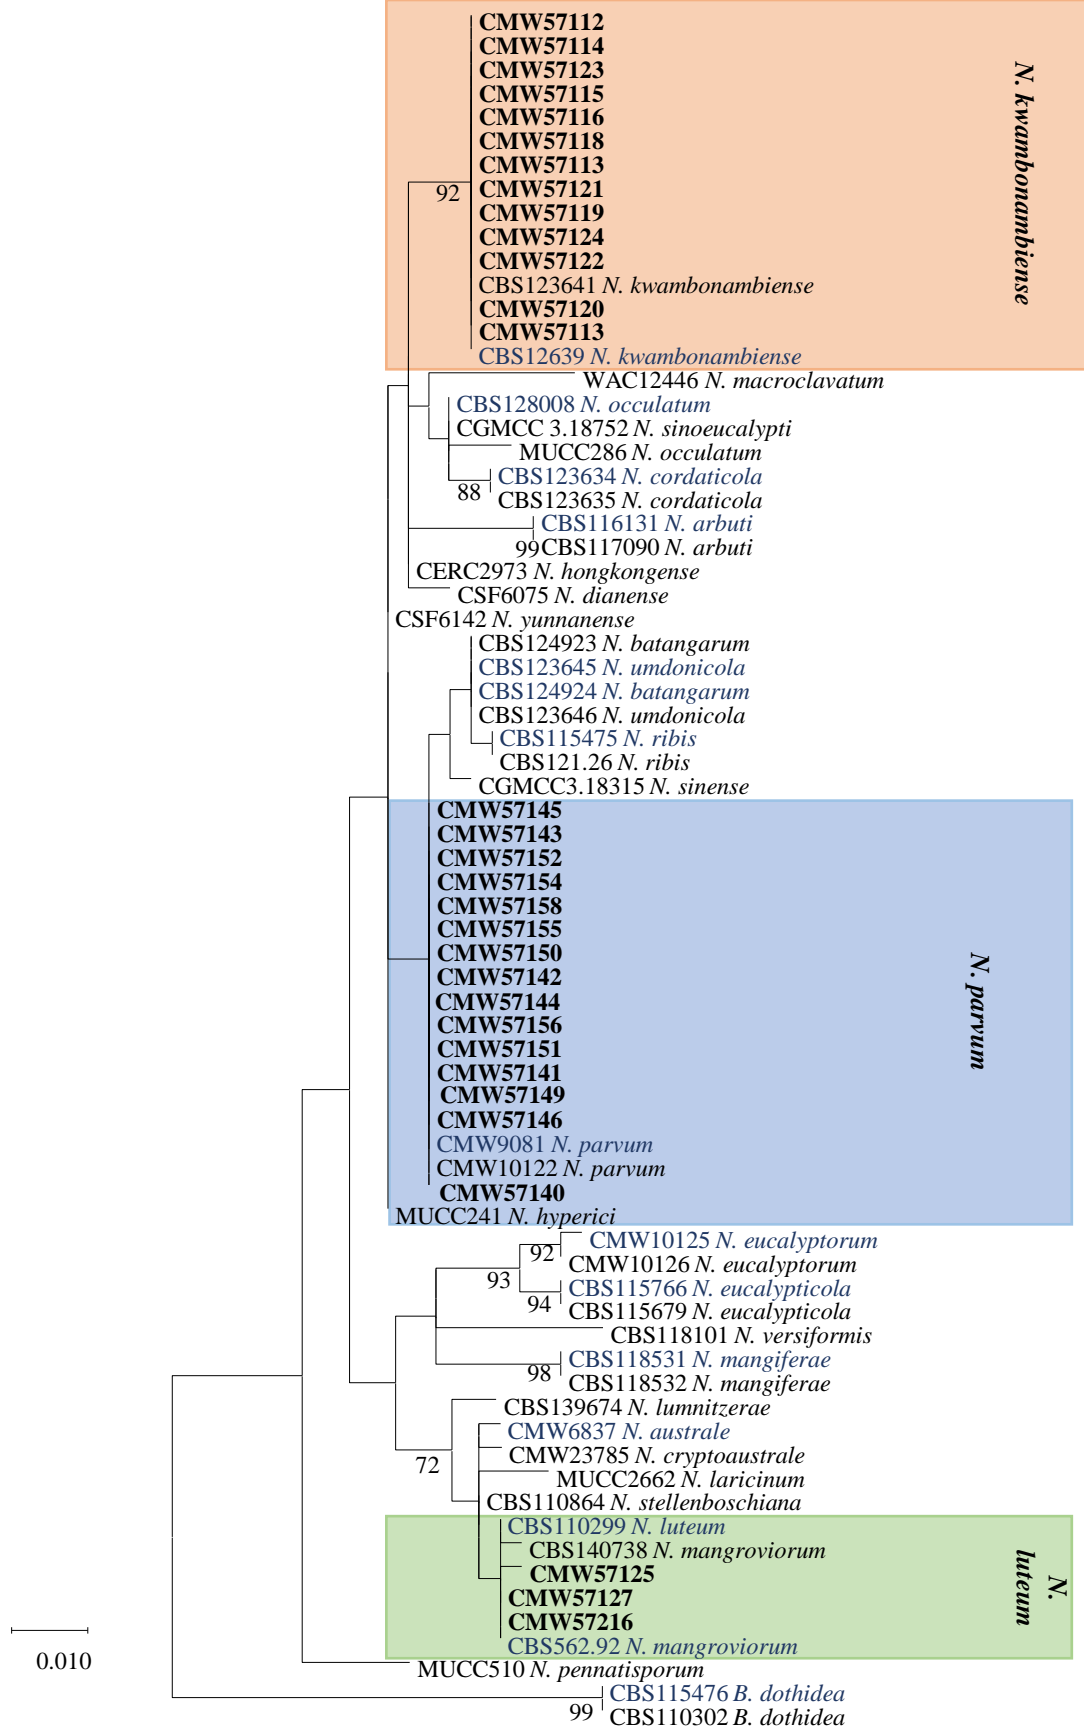 CMW57112
CMW57114
CMW57123
CMW57115
CMW57116
CMW57118
CMW57113
CMW57121
CMW57119
CMW57124
CMW57122
CBS123641 N. kwambonambiense
CMW57120
CMW57113
CBS12639 N. kwambonambiense
92
N. kwambonambiense
WAC12446 N. macroclavatum
CBS128008 N. occulatum
CGMCC 3.18752 N. sinoeucalypti
MUCC286 N. occulatum
CBS123634 N. cordaticola
88
CBS123635 N. cordaticola
CBS116131 N. arbuti
99
CBS117090 N. arbuti
CERC2973 N. hongkongense
CSF6075 N. dianense
CSF6142 N. yunnanense
CBS124923 N. batangarum
CBS123645 N. umdonicola
CBS124924 N. batangarum
CBS123646 N. umdonicola
CBS115475 N. ribis
CBS121.26 N. ribis
CGMCC3.18315 N. sinense
CMW57145
CMW57143
CMW57152
CMW57154
CMW57158
CMW57155
CMW57150
CMW57142
CMW57144
CMW57156
CMW57151
CMW57141
CMW57149
CMW57146
CMW9081 N. parvum
CMW10122 N. parvum
CMW57140
MUCC241 N. hyperici
N. parvum
CMW10125 N. eucalyptorum
92
CMW10126 N. eucalyptorum
93
CBS115766 N. eucalypticola
94
CBS115679 N. eucalypticola
CBS118101 N. versiformis
CBS118531 N. mangiferae
98
CBS118532 N. mangiferae
CBS139674 N. lumnitzerae
CMW6837 N. australe
CMW23785 N. cryptoaustrale
72
MUCC2662 N. laricinum
CBS110864 N. stellenboschiana
CBS110299 N. luteum
CBS140738 N. mangroviorum
CMW57125
CMW57127
CMW57216
CBS562.92 N. mangroviorum
N.
luteum
MUCC510 N. pennatisporum
CBS115476 B. dothidea
99
CBS110302 B. dothidea
0.010